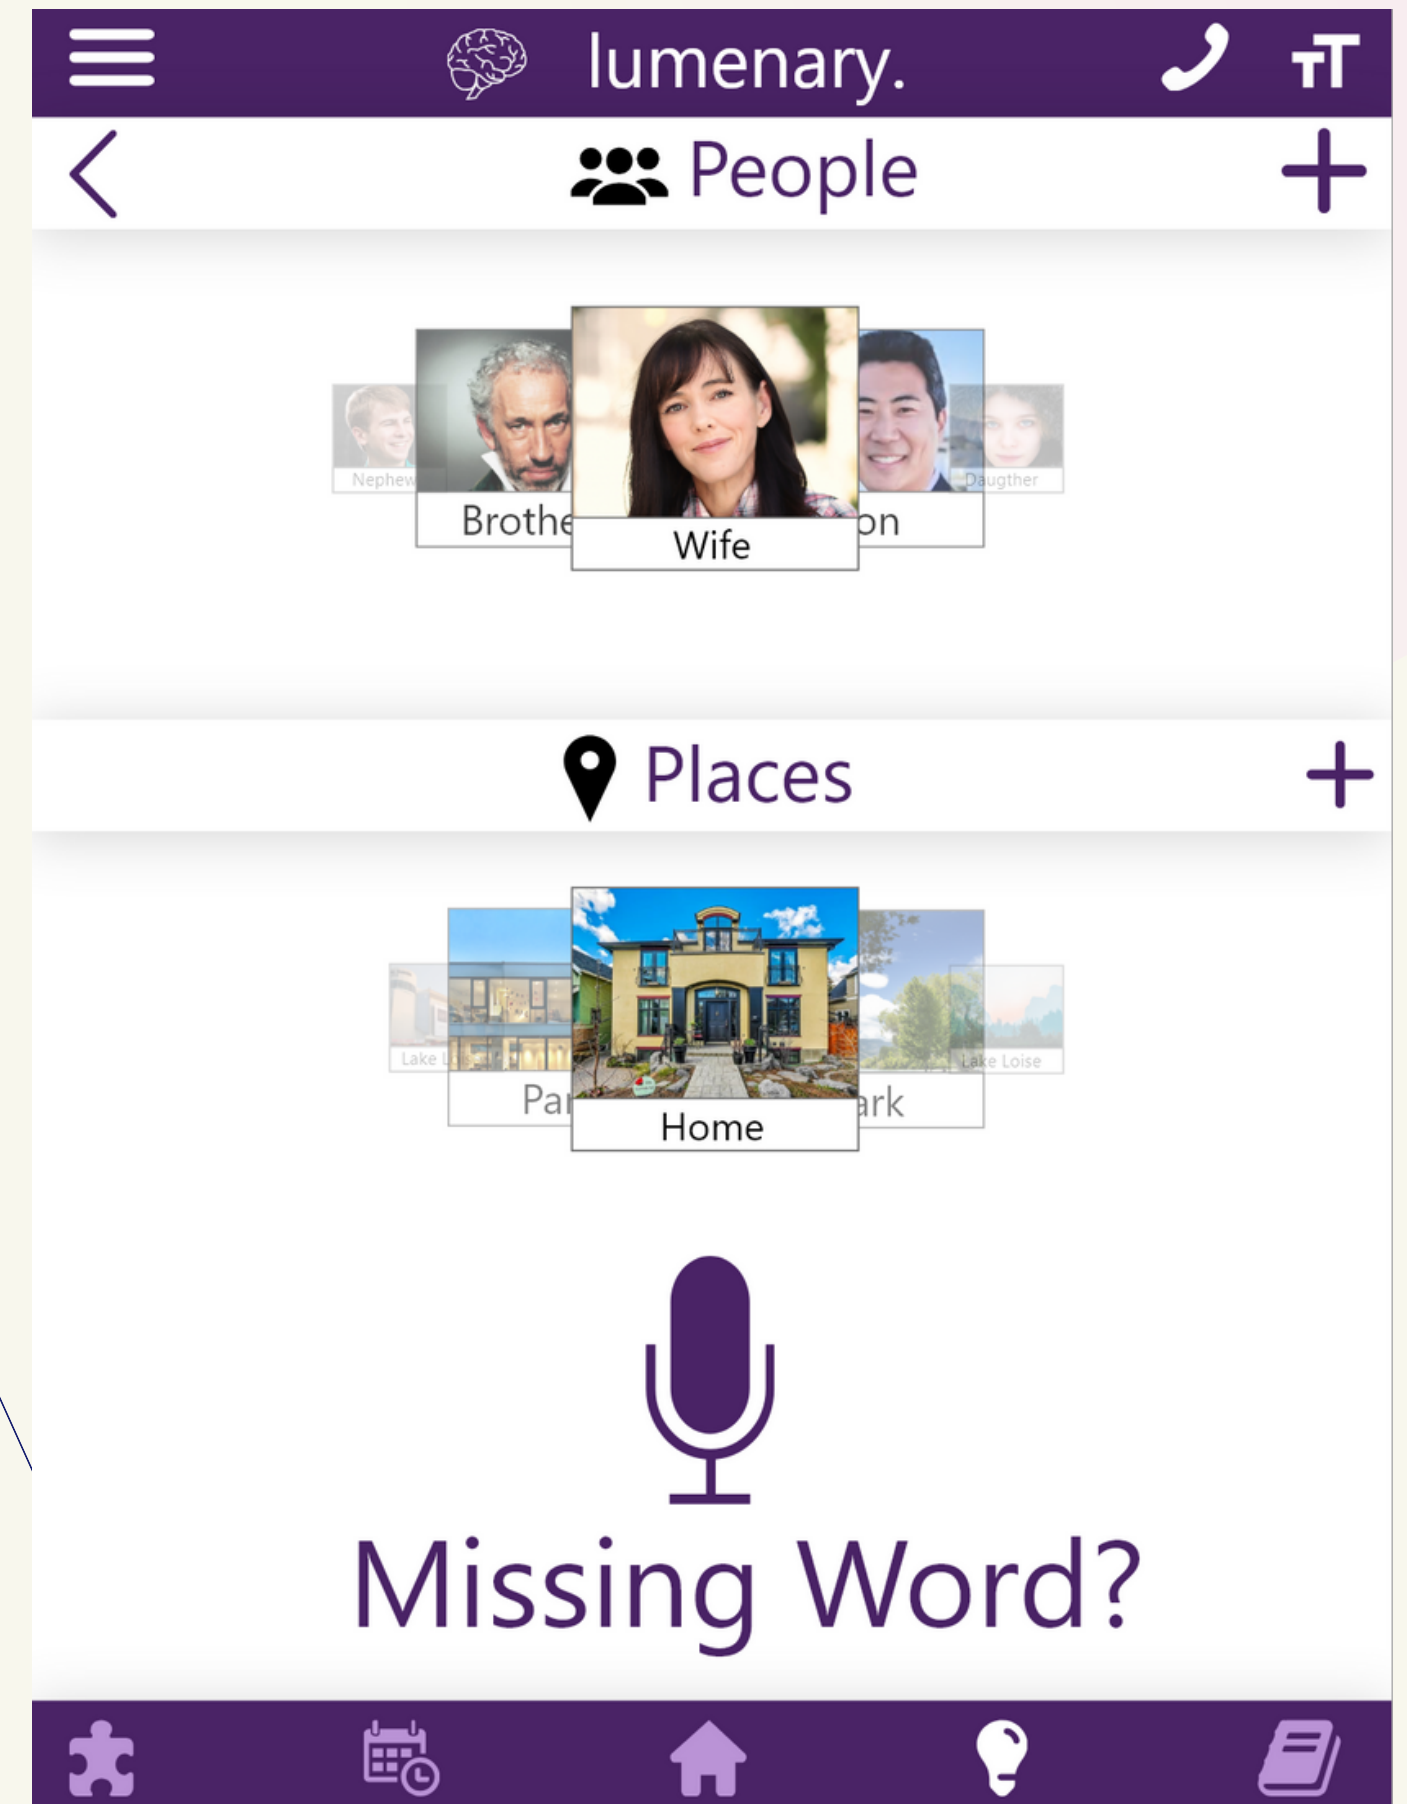 lumenary.
People
Nephew
Brothe
Wife
on
Daugther
Places
Lake
Par
Home
ark
Lake Loise
Missing Word?